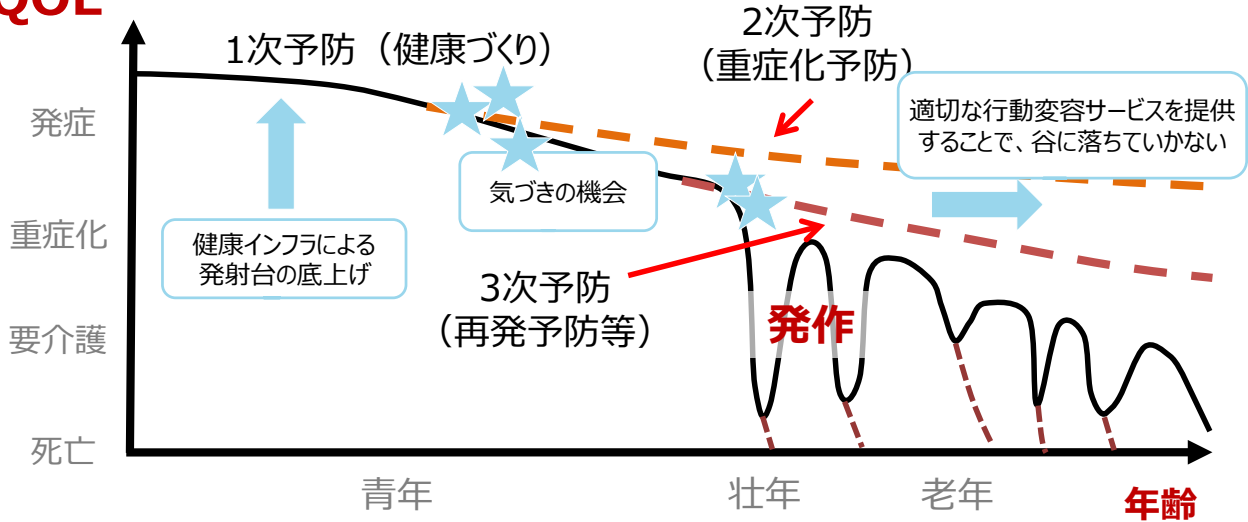 QOL
1次予防（健康づくり）
2次予防
（重症化予防）
発症
適切な行動変容サービスを提供
することで、谷に落ちていかない
気づきの機会
重症化
健康インフラによる
発射台の底上げ
3次予防
（再発予防等）
発作
要介護
死亡
青年
壮年
老年
年齢